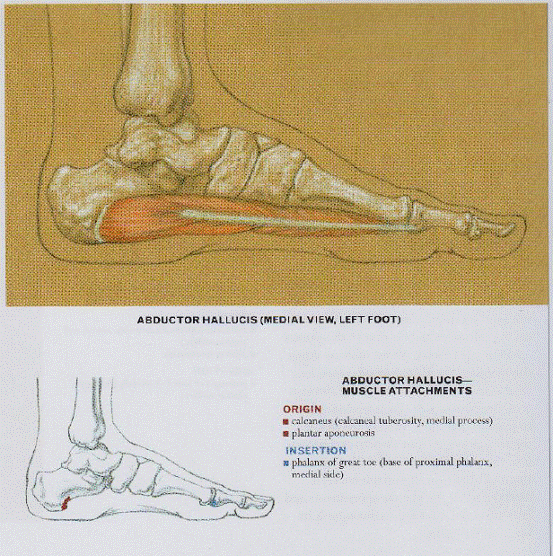 ABDUCTOR HALLUCIS (MEDIAL VIEW, LEFT FOOT)
ABDUCTOR HALLUCIS—
MUSCLE ATTACHMENTS
ORIGIN
calcaneus (calcaneal tuberosity, medial process)
plantar aponeurosis
INSERTION
phalanx of great toe (base of proximal phalanx,
medial side)